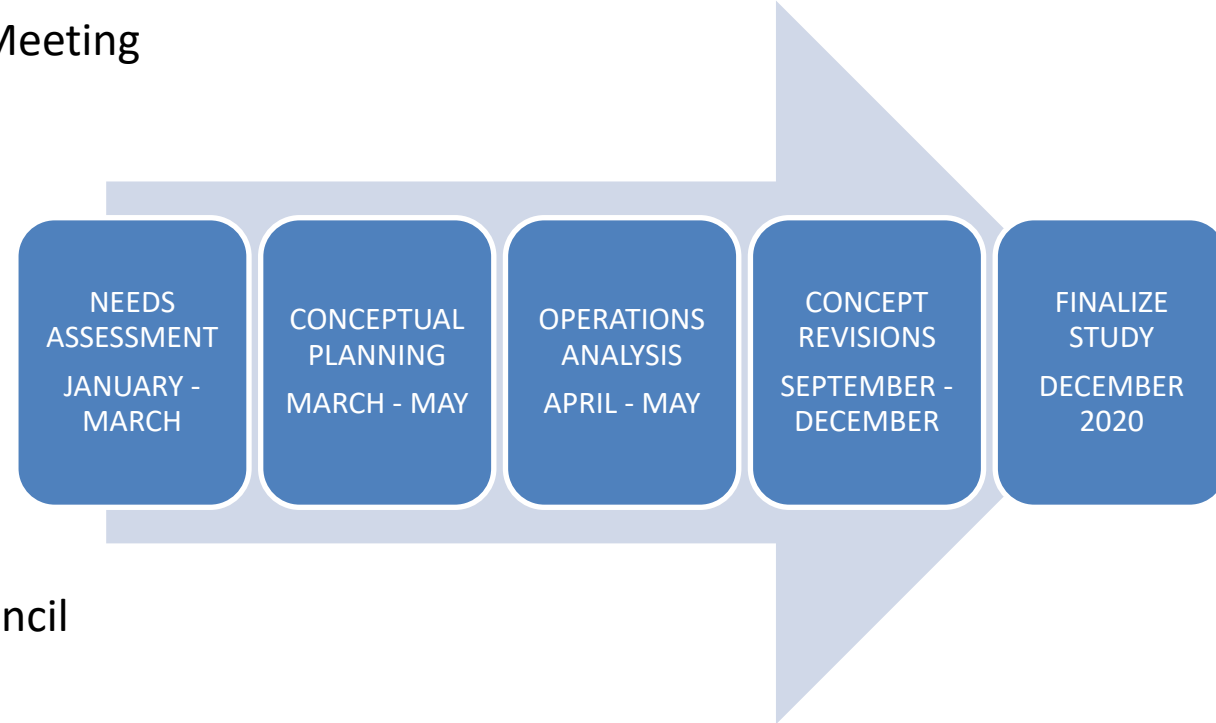 Meeting
NEEDS
ASSESSMENT
JANUARY -
MARCH
CONCEPTUAL
PLANNING
MARCH - MAY
OPERATIONS
ANALYSIS
APRIL - MAY
CONCEPT
REVISIONS
SEPTEMBER -
DECEMBER
FINALIZE
STUDY
DECEMBER
2020
ncil